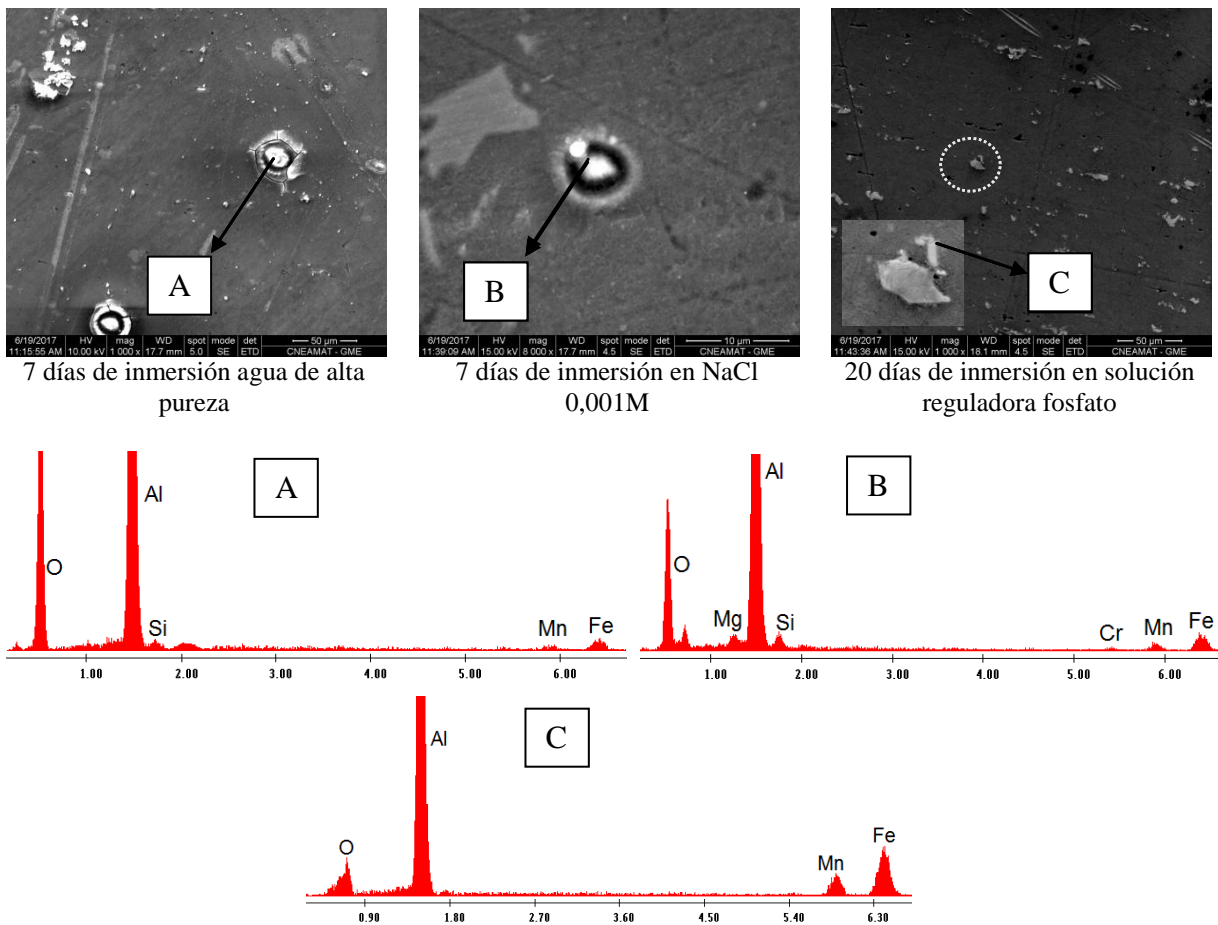 A
B
C
6/19/2017 HV mag WD spot mode det 50 µm
11:15:55 AM 10.00 kV 1 000 x 17.7 mm 5.0 SE ETD CNEAMAT - GME
6/19/2017 HV mag WD spot mode det 10 µm
11:39:09 AM 15.00 kV 8 000 x 17.7 mm 4.5 SE ETD CNEAMAT - GME
6/19/2017 HV mag WD spot mode det 50 µm
11:43:36 AM 15.00 kV 1 000 x 18.1 mm 4.5 SE ETD CNEAMAT - GME
7 días de inmersión agua de alta
pureza
7 días de inmersión en NaCl
0,001M
20 días de inmersión en solución
reguladora fosfato
A
O Al Si Mn Fe
1.00 2.00 3.00 4.00 5.00 6.00
B
O Mg Al Si Cr Mn Fe
1.00 2.00 3.00 4.00 5.00 6.00
C
O Al Mn Fe
0.90 1.80 2.70 3.60 4.50 5.40 6.30